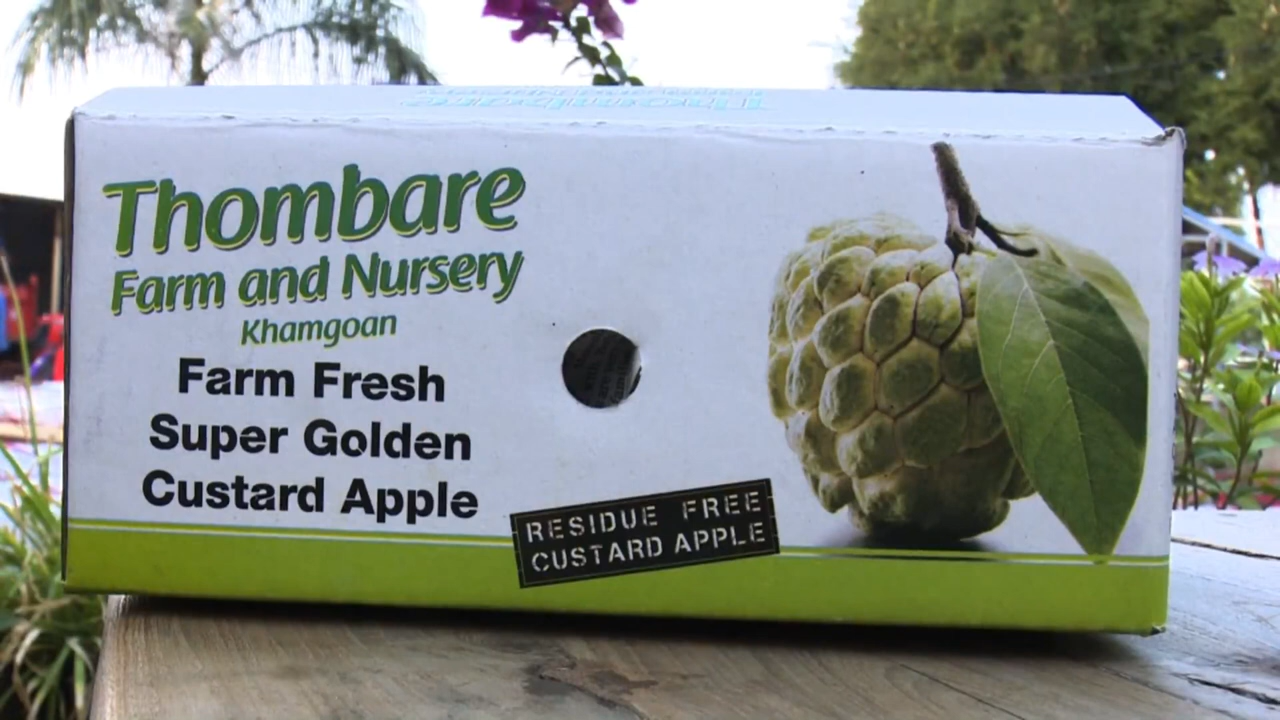 Thombare
Farm and Nursery
Khamgoan
Farm Fresh
Super Golden
Custard Apple
RESIDUE FREE
CUSTARD APPLE